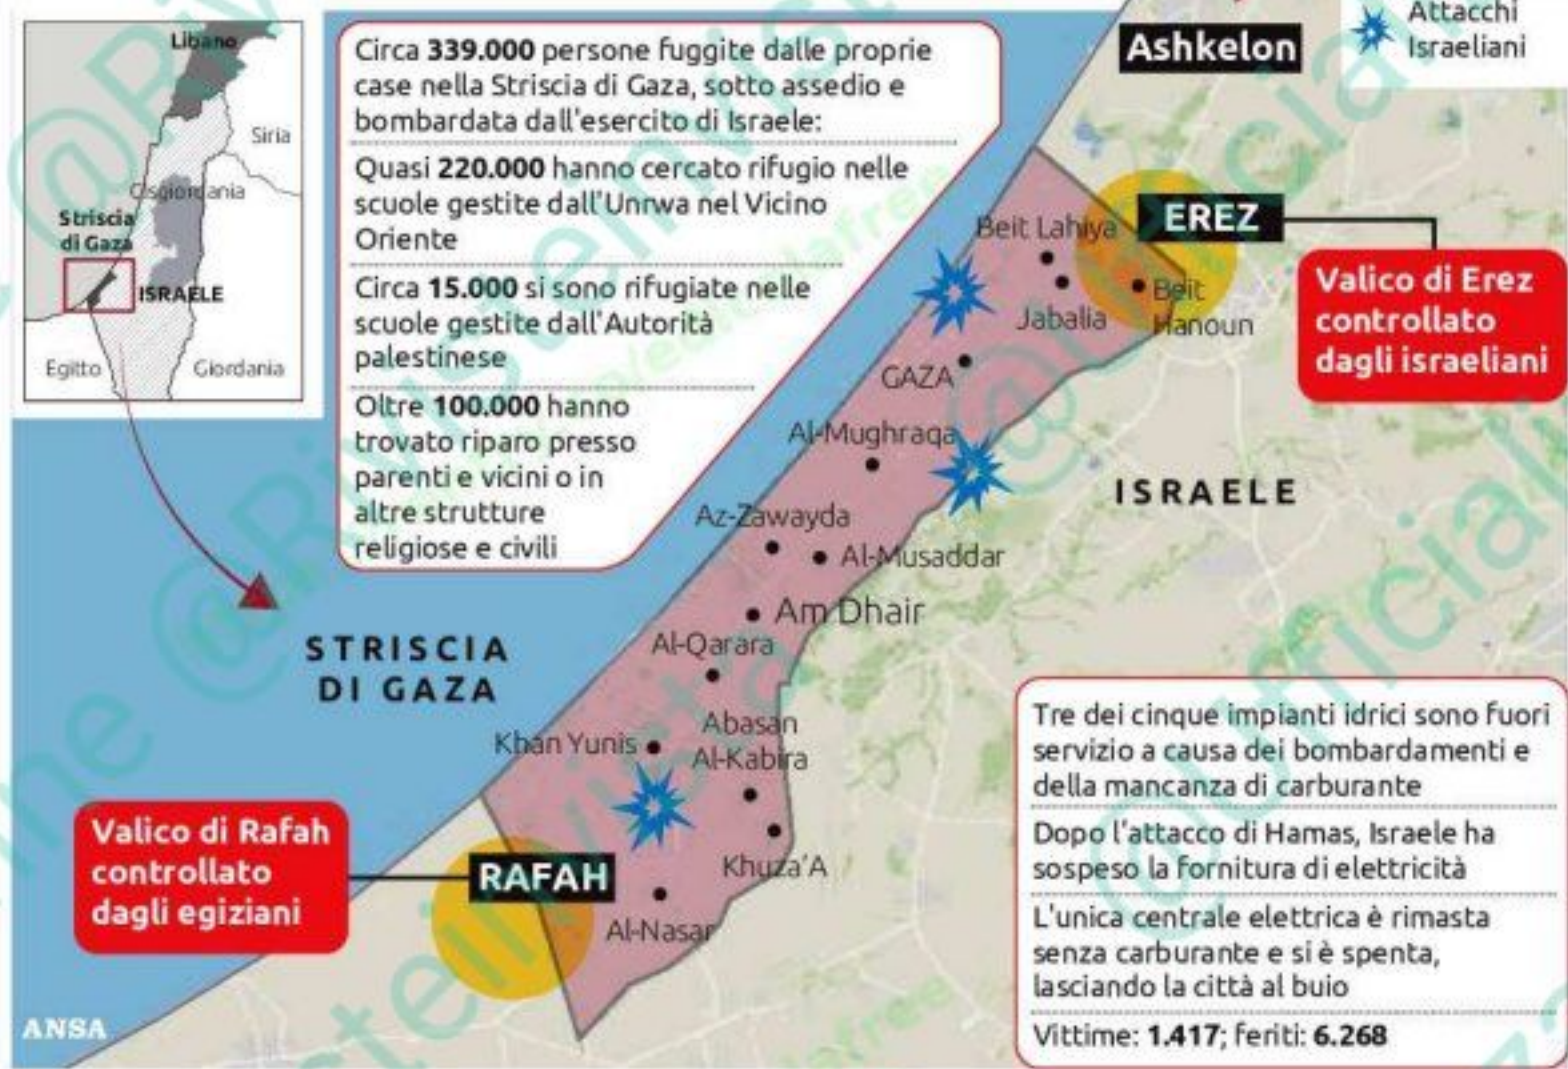 Libano
Siria
Cisgiordania
Striscia
di Gaza
ISRAELE
Egitto
Giordania
Circa 339.000 persone fuggite dalle proprie
case nella Striscia di Gaza, sotto assedio e
bombardata dall'esercito di Israele:
Quasi 220.000 hanno cercato rifugio nelle
scuole gestite dall'Unrwa nel Vicino
Oriente
Circa 15.000 si sono rifugiate nelle
scuole gestite dall'Autorità
palestinese
Oltre 100.000 hanno
trovato riparo presso
parenti e vicini o in
altre strutture
religiose e civili
Ashkelon
Attacchi
Israeliani
EREZ
Valico di Erez
controllato
dagli israeliani
Beit Lahiya
Jabalia
Beit
Hanoun
GAZA
Al-Mughraqa
Az-Zawayda
Al-Musaddar
Am Dhair
Al-Qarara
Abasan
Al-Kabira
Khan Yunis
Khuza'A
Al-Nasar
ISRAELE
STRISCIA
DI GAZA
RAFAH
Valico di Rafah
controllato
dagli egiziani
Tre dei cinque impianti idrici sono fuori
servizio a causa dei bombardamenti e
della mancanza di carburante
Dopo l'attacco di Hamas, Israele ha
sospeso la fornitura di elettricità
L'unica centrale elettrica è rimasta
senza carburante e si è spenta,
lasciando la città al buio
Vittime: 1.417; feriti: 6.268
ANSA